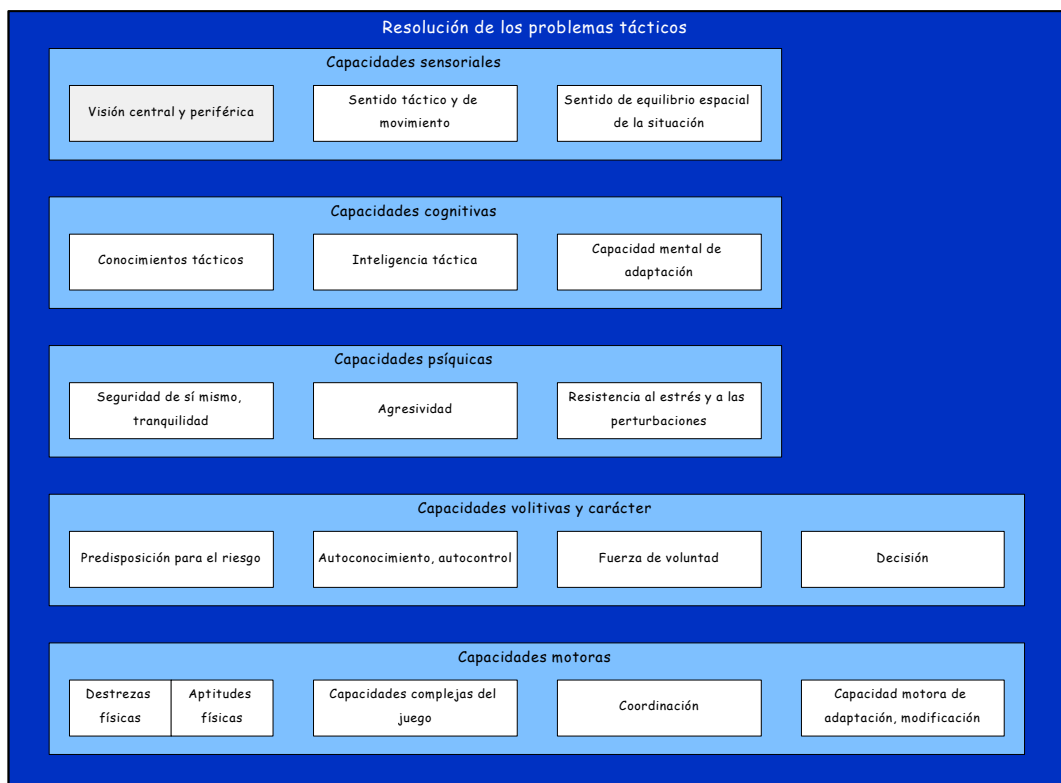 Resolución de los problemas tácticos
Capacidades sensoriales
Visión central y periférica
Sentido táctico y de
movimiento
Sentido de equilibrio espacial
de la situación
Capacidades cognitivas
Conocimientos tácticos
Inteligencia táctica
Capacidad mental de
adaptación
Capacidades psíquicas
Seguridad de sí mismo,
tranquilidad
Agresividad
Resistencia al estrés y a las
perturbaciones
Capacidades volitivas y carácter
Predisposición para el riesgo
Autoconocimiento, autocontrol
Fuerza de voluntad
Decisión
Capacidades motoras
Destrezas
físicas
Aptitudes
físicas
Capacidades complejas del
juego
Coordinación
Capacidad motora de
adaptación, modificación